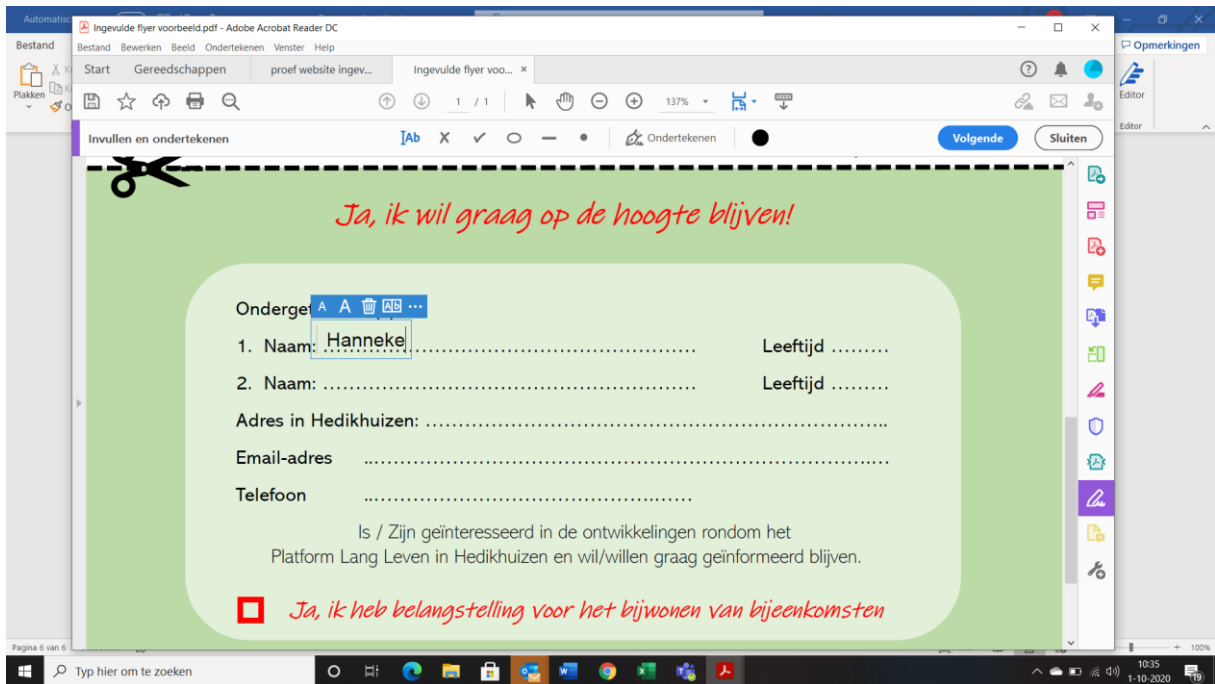 Automatisc
Ingevulde flyer voorbeeld.pdf - Adobe Acrobat Reader DC
Bestand
Bestand Bewerken Beeld Ondertekenen Venster Help
Opmerkingen
Start Gereedschappen proef website ingev... Ingevulde flyer voo... ×
Plakken
1 / 1 137%
Editor
Editor
Invullen en ondertekenen
Ab Ondertekenen Volgende Sluiten
Ja, ik wil graag op de hoogte blijven!
Onderget
A A Ab ...
1. Naam: Hanneke.................................... Leeftijd .........
2. Naam: .............................................. Leeftijd .........
Adres in Hedikhuizen: .........................................................
Email-adres .................................................................
Telefoon ........................................
Is / Zijn geïnteresseerd in de ontwikkelingen rondom het
Platform Lang Leven in Hedikhuizen en wil/willen graag geïnformeerd blijven.
Ja, ik heb belangstelling voor het bijwonen van bijeenkomsten
Pagina 6 van 6
100%
Typ hier om te zoeken
10:35
1-10-2020
19